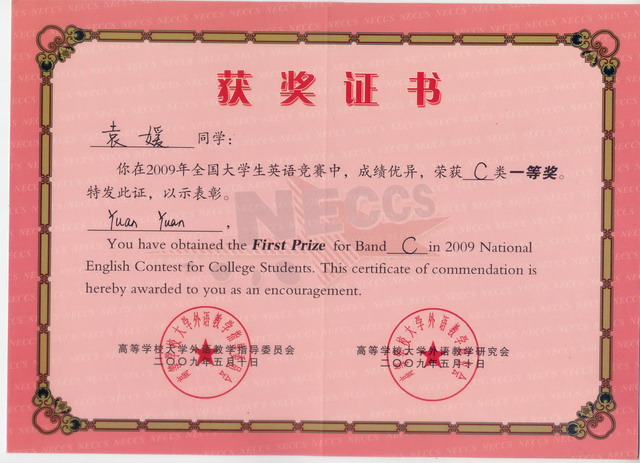 获奖证书
袁媛 同学:
你在2009年全国大学生英语竞赛中，成绩优异，荣获 C 类一等奖。
特发此证，以示表彰。
Yuan Yuan ,
NECCS
You have obtained the First Prize for Band C in 2009 National
English Contest for College Students. This certificate of commendation is
hereby awarded to you as an encouragement.
高等学校大学外语教学指导委员会 高等学校大学外语教学研究会
二〇〇九年五月十日 二〇〇九年五月十日